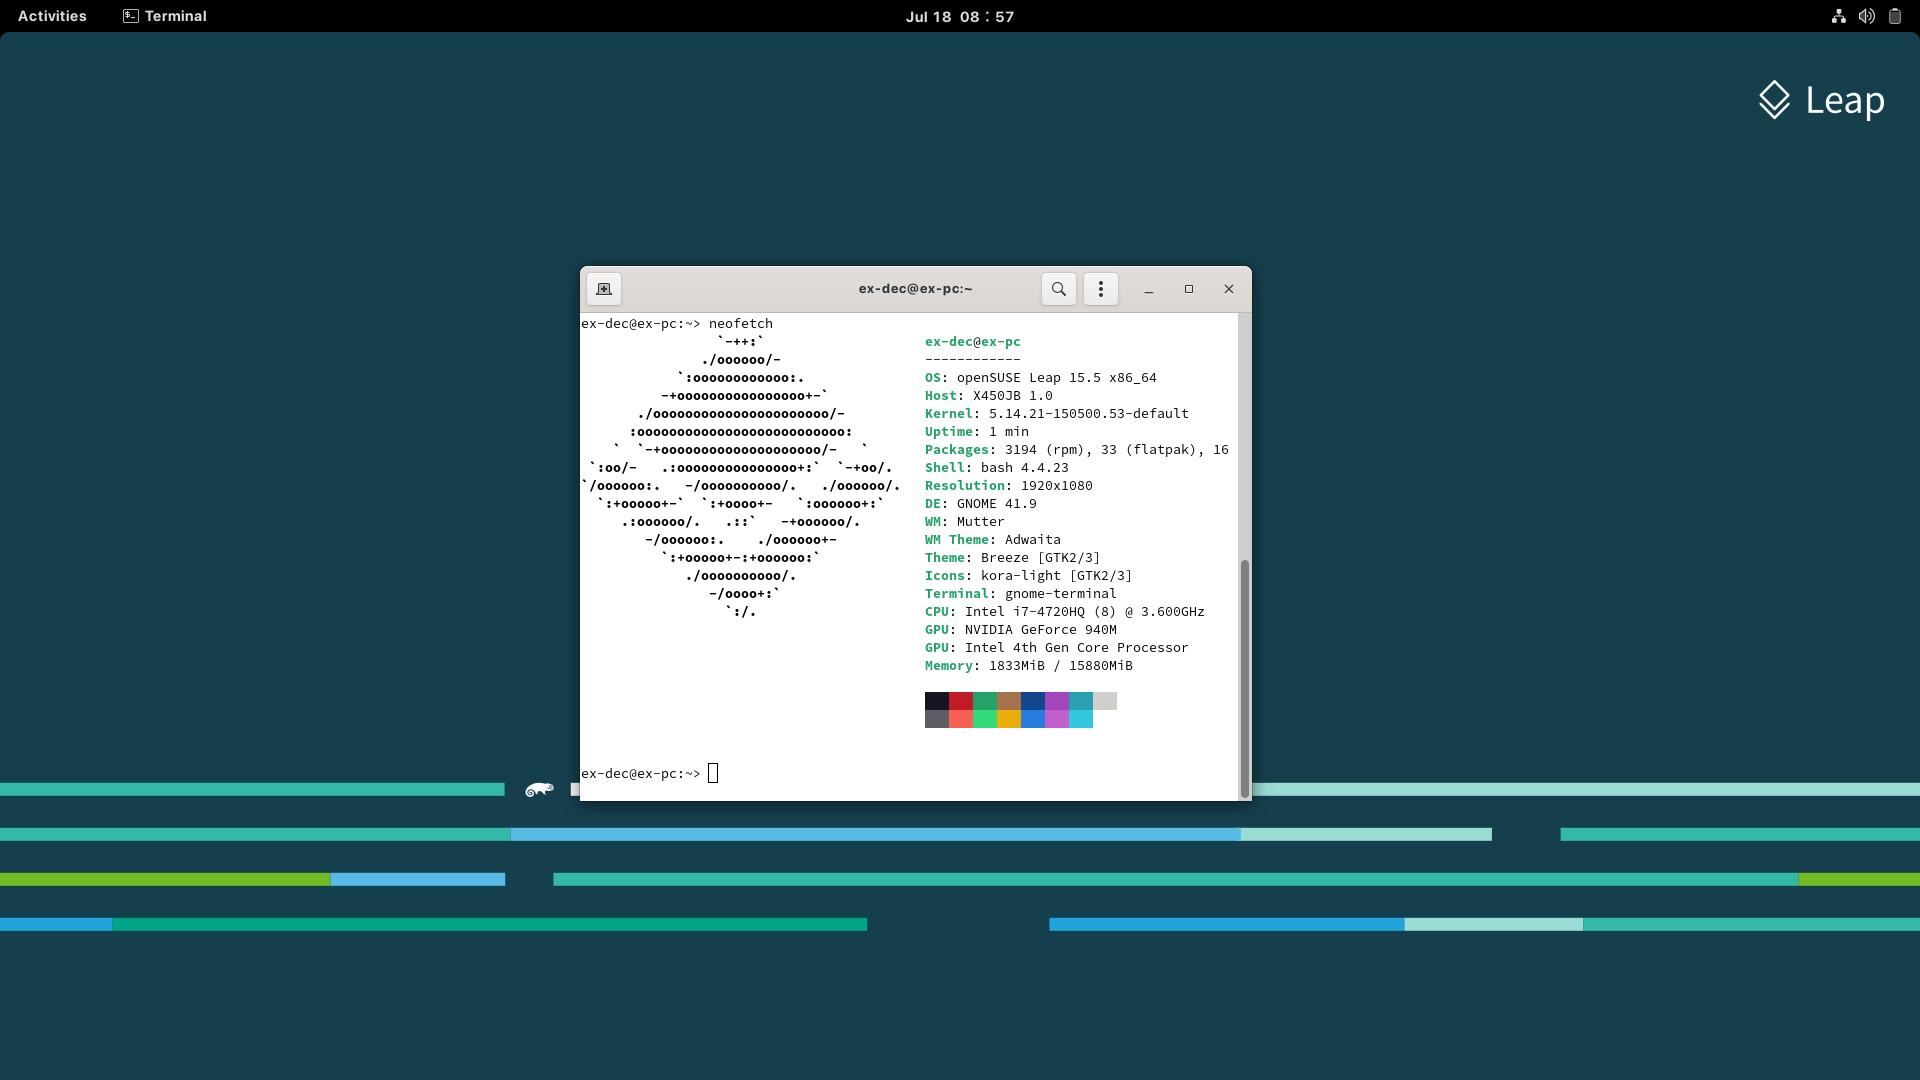 Activities
Terminal
Jul 18 08 : 57
Leap
ex-dec@ex-pc:~
ex-dec@ex-pc:~> neofetch
`-++:` ex-dec@ex-pc
./oooooo/- ------------
`:oooooooooooo:. OS: openSUSE Leap 15.5 x86_64
-+oooooooooooooooo+-` Host: X450JB 1.0
./oooooooooooooooooooooo/- Kernel: 5.14.21-150500.53-default
:oooooooooooooooooooooooooo: Uptime: 1 min
` `-+oooooooooooooooooooo/- ` Packages: 3194 (rpm), 33 (flatpak), 16
`:oo/- .:ooooooooooooooo+:` `-+oo/. Shell: bash 4.4.23
`/oooooo:. -/oooooooooo/. ./oooooo/. Resolution: 1920x1080
`:+ooooo+-` `:+oooo+- `:oooooo+:` DE: GNOME 41.9
.:oooooo/. .::` -+oooooo/. WM: Mutter
-/oooooo:. ./oooooo+- WM Theme: Adwaita
`:+ooooo+-:+oooooo:` Theme: Breeze [GTK2/3]
./oooooooooo/. Icons: kora-light [GTK2/3]
-/oooo+:` Terminal: gnome-terminal
`:/. CPU: Intel i7-4720HQ (8) @ 3.600GHz
GPU: NVIDIA GeForce 940M
GPU: Intel 4th Gen Core Processor
Memory: 1833MiB / 15880MiB
ex-dec@ex-pc:~>